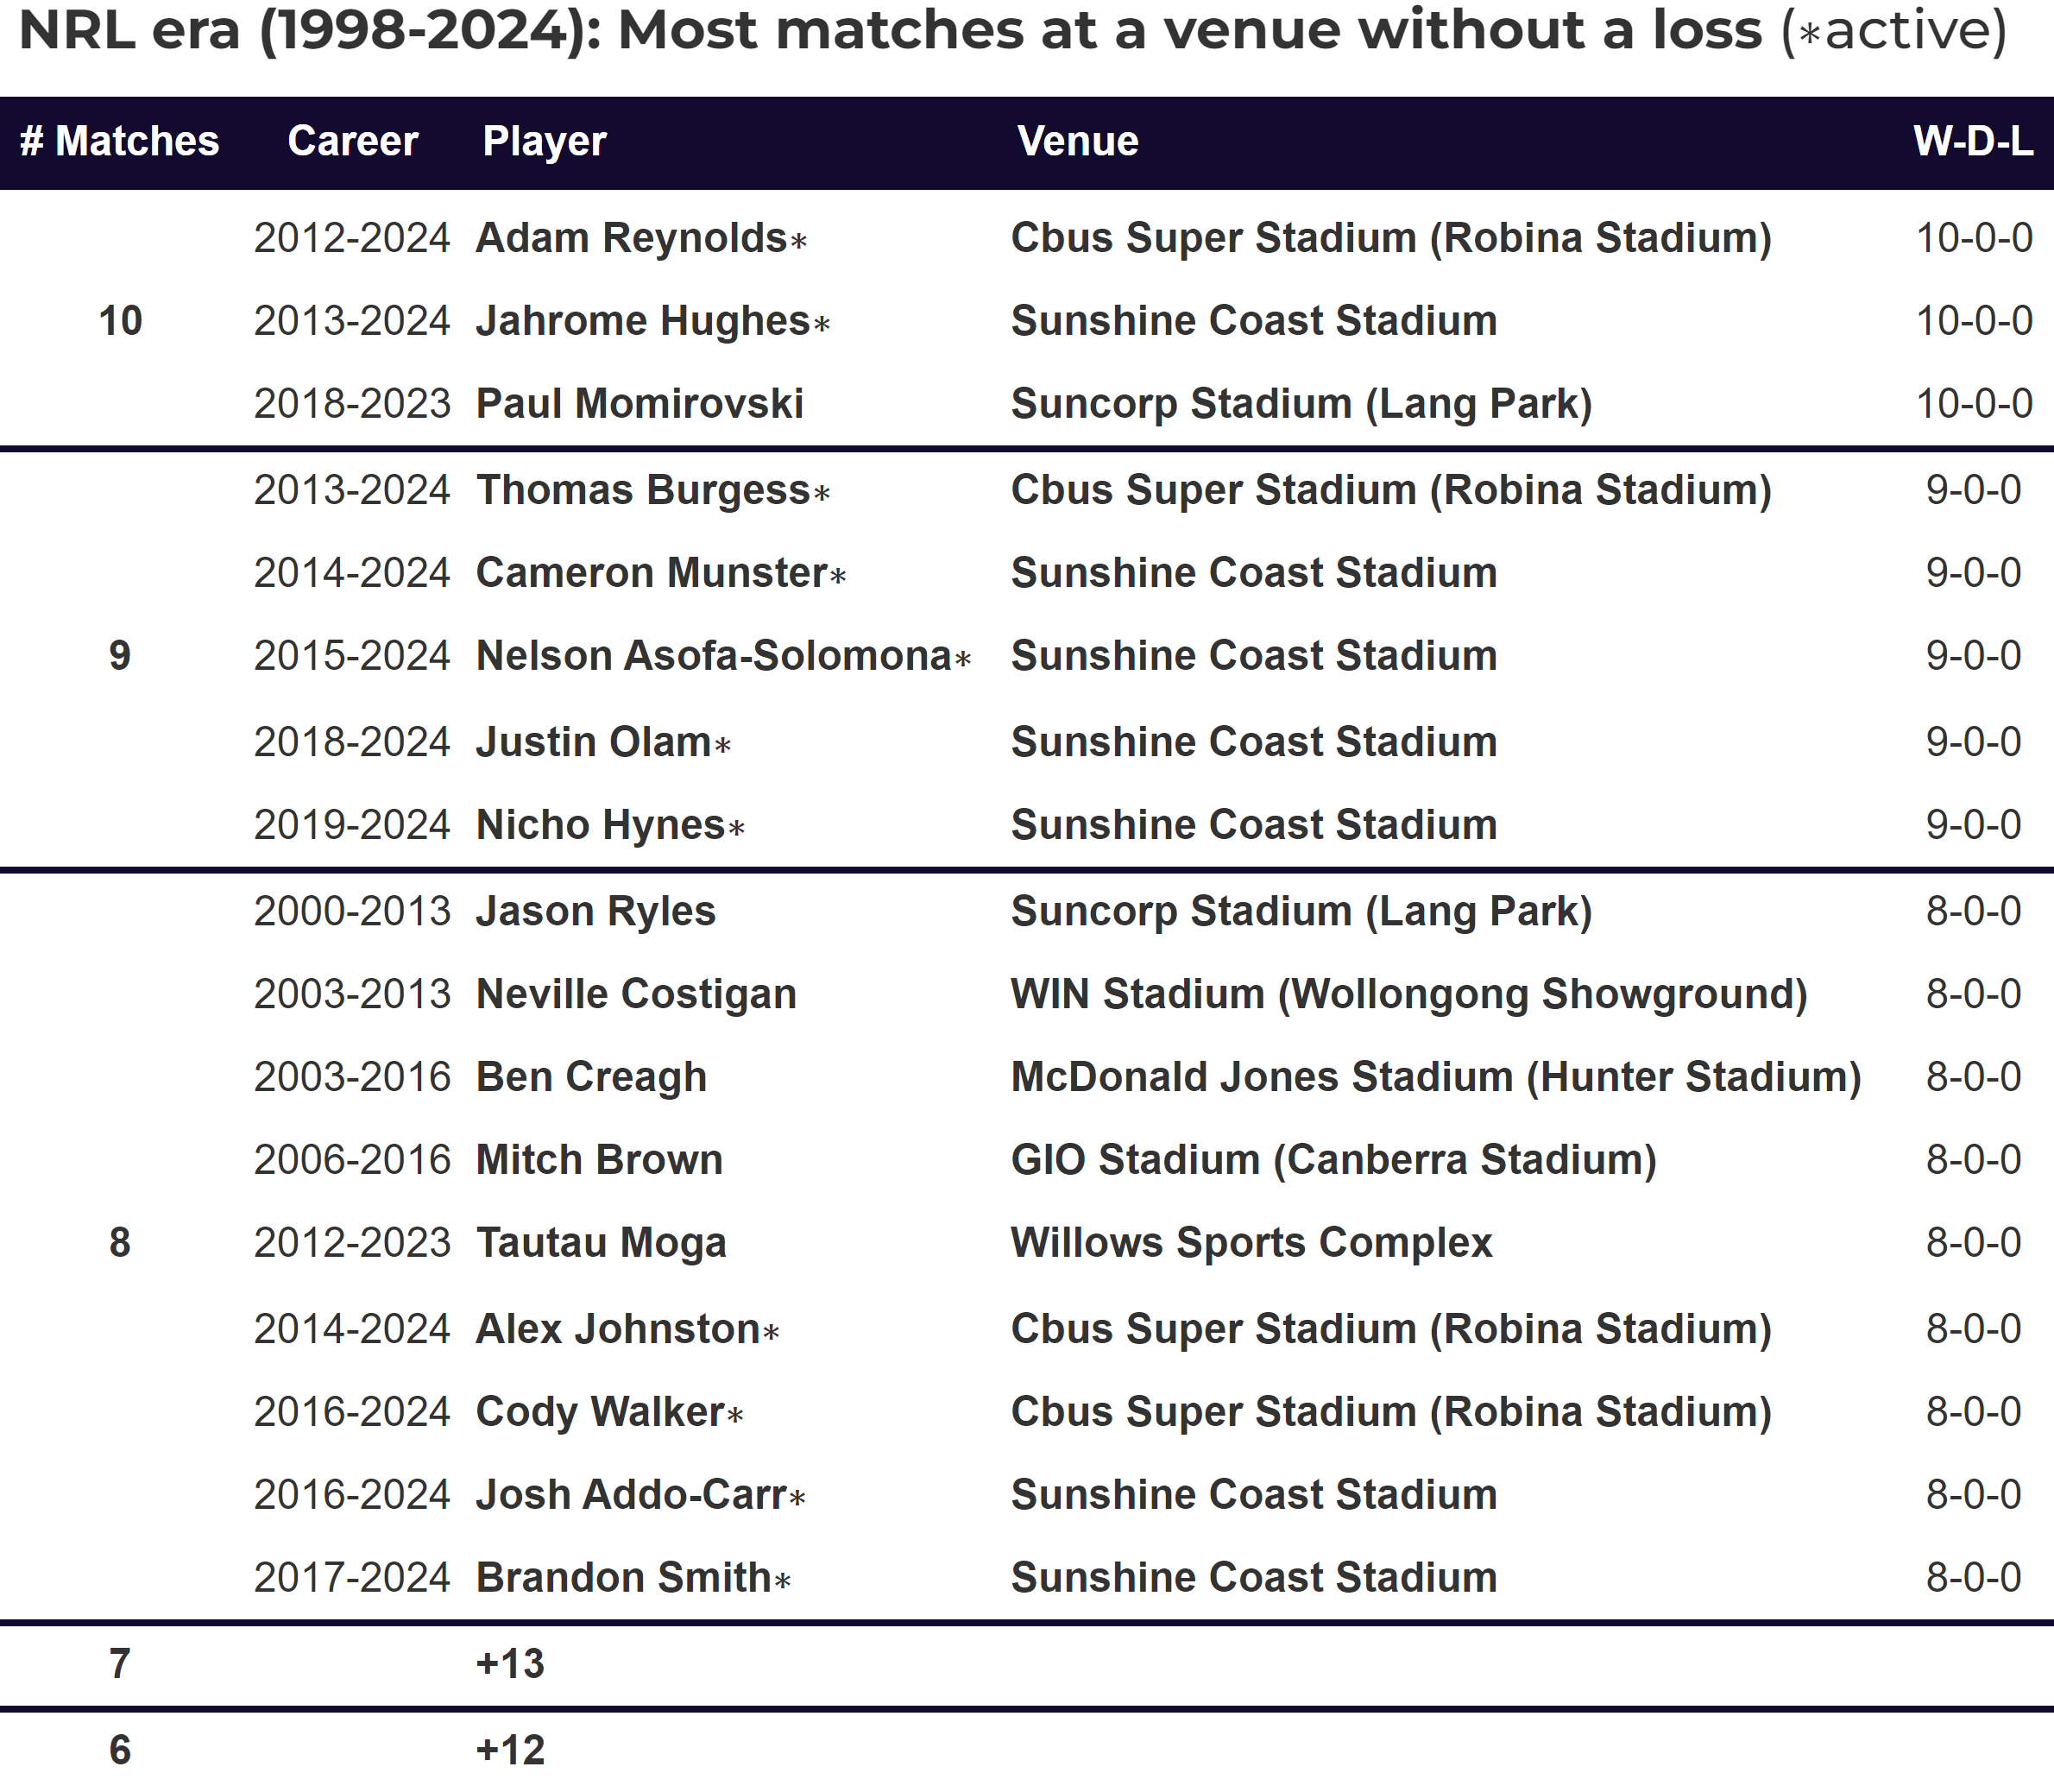 NRL era (1998-2024): Most matches at a venue without a loss (*active)
# Matches Career Player Venue W-D-L
2012-2024 Adam Reynolds* Cbus Super Stadium (Robina Stadium) 10-0-0
10 2013-2024 Jahrome Hughes* Sunshine Coast Stadium 10-0-0
2018-2023 Paul Momirovski Suncorp Stadium (Lang Park) 10-0-0
2013-2024 Thomas Burgess* Cbus Super Stadium (Robina Stadium) 9-0-0
2014-2024 Cameron Munster* Sunshine Coast Stadium 9-0-0
9 2015-2024 Nelson Asofa-Solomona* Sunshine Coast Stadium 9-0-0
2018-2024 Justin Olam* Sunshine Coast Stadium 9-0-0
2019-2024 Nicho Hynes* Sunshine Coast Stadium 9-0-0
2000-2013 Jason Ryles Suncorp Stadium (Lang Park) 8-0-0
2003-2013 Neville Costigan WIN Stadium (Wollongong Showground) 8-0-0
2003-2016 Ben Creagh McDonald Jones Stadium (Hunter Stadium) 8-0-0
2006-2016 Mitch Brown GIO Stadium (Canberra Stadium) 8-0-0
8 2012-2023 Tautau Moga Willows Sports Complex 8-0-0
2014-2024 Alex Johnston* Cbus Super Stadium (Robina Stadium) 8-0-0
2016-2024 Cody Walker* Cbus Super Stadium (Robina Stadium) 8-0-0
2016-2024 Josh Addo-Carr* Sunshine Coast Stadium 8-0-0
2017-2024 Brandon Smith* Sunshine Coast Stadium 8-0-0
7 +13
6 +12